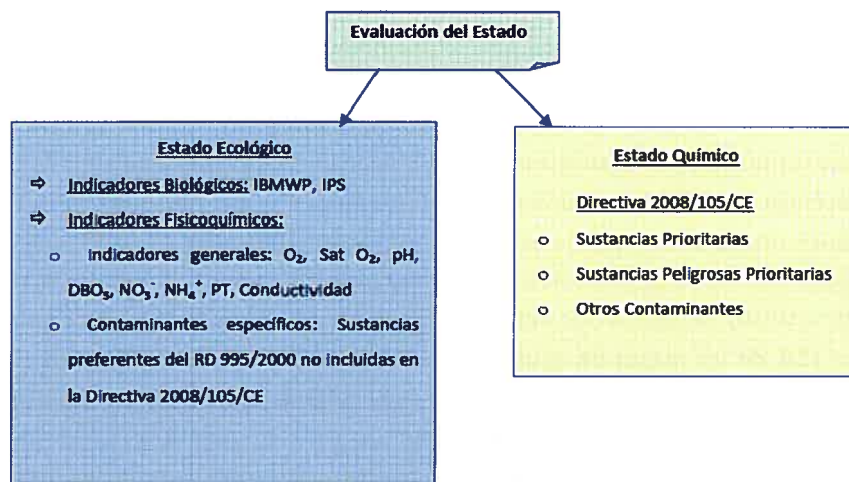 Evaluación del Estado
Estado Ecológico
⇨ Indicadores Biológicos: IBMWP, IPS
⇨ Indicadores Fisicoquímicos:
o Indicadores generales: O₂, Sat O₂, pH,
DBO₅, NO₃⁻, NH₄⁺, PT, Conductividad
o Contaminantes específicos: Sustancias
preferentes del RD 995/2000 no incluidas en
la Directiva 2008/105/CE
Estado Químico
Directiva 2008/105/CE
o Sustancias Prioritarias
o Sustancias Peligrosas Prioritarias
o Otros Contaminantes